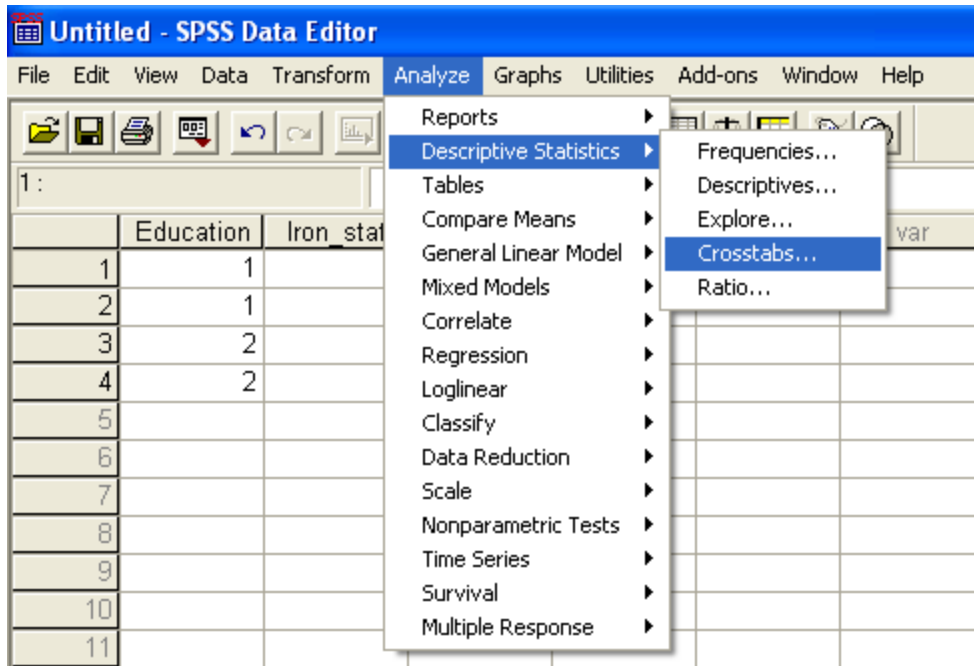 Untitled - SPSS Data Editor
File Edit View Data Transform Analyze Graphs Utilities Add-ons Window Help
1 :
Reports
Descriptive Statistics
Tables
Compare Means
General Linear Model
Mixed Models
Correlate
Regression
Loglinear
Classify
Data Reduction
Scale
Nonparametric Tests
Time Series
Survival
Multiple Response
Frequencies...
Descriptives...
Explore...
Crosstabs...
Ratio...
Education Iron_stat var
1 1
2 1
3 2
4 2
5
6
7
8
9
10
11